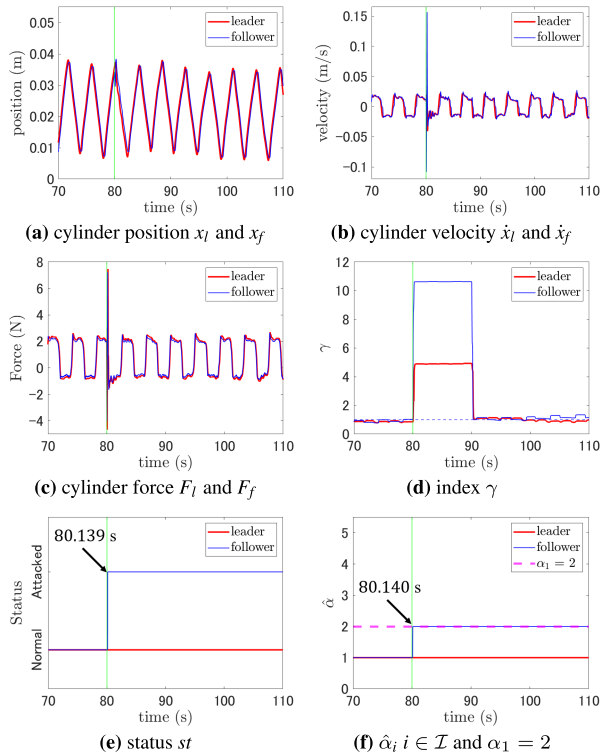 position (m)
0.05
0.04
0.03
0.02
0.01
0
70 80 90 100 110
time (s)
leader
follower
(a) cylinder position x_l and x_f
velocity (m/s)
0.15
0.10
0.05
0
−0.05
−0.1
70 80 90 100 110
time (s)
leader
follower
(b) cylinder velocity ẋ_l and ẋ_f
Force (N)
8
6
4
2
0
−2
−4
70 80 90 100 110
time (s)
leader
follower
(c) cylinder force F_l and F_f
γ
12
10
8
6
4
2
0
70 80 90 100 110
time (s)
leader
follower
(d) index γ
Status
Attacked
Normal
80.139 s
70 80 90 100 110
time (s)
leader
follower
(e) status st
α̂
5
4
3
2
1
0
80.140 s
70 80 90 100 110
time (s)
leader
follower
α₁ = 2
(f) α̂_i i ∈ ℐ and α₁ = 2